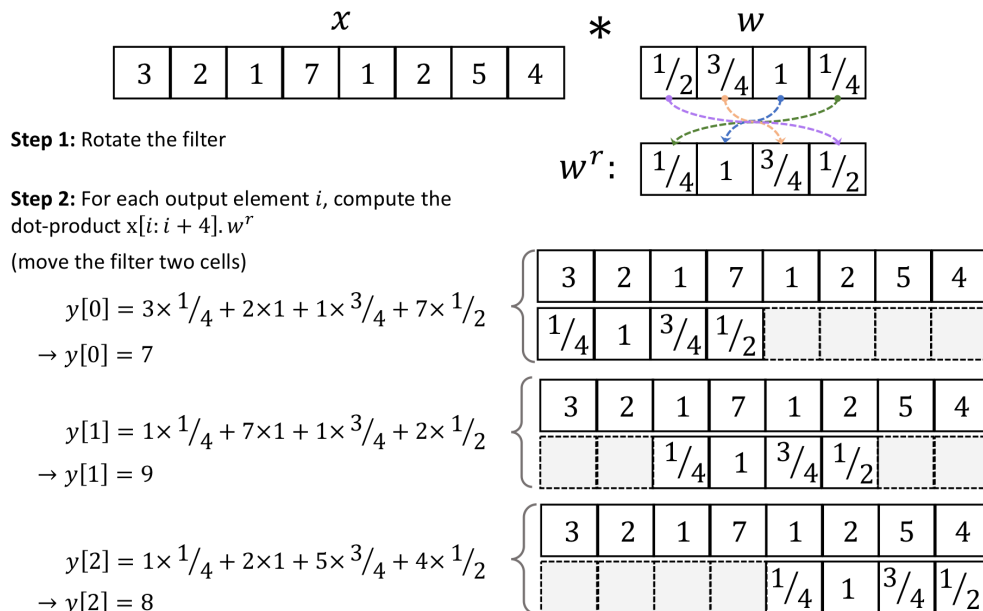 x * w
3 2 1 7 1 2 5 4
1/2 3/4 1 1/4
Step 1: Rotate the filter
wʳ: 1/4 1 3/4 1/2
Step 2: For each output element i, compute the
dot-product x[i: i + 4]. wʳ
(move the filter two cells)
y[0] = 3× 1/4 + 2×1 + 1× 3/4 + 7× 1/2
→ y[0] = 7
3 2 1 7 1 2 5 4
1/4 1 3/4 1/2
y[1] = 1× 1/4 + 7×1 + 1× 3/4 + 2× 1/2
→ y[1] = 9
3 2 1 7 1 2 5 4
1/4 1 3/4 1/2
y[2] = 1× 1/4 + 2×1 + 5× 3/4 + 4× 1/2
→ y[2] = 8
3 2 1 7 1 2 5 4
1/4 1 3/4 1/2